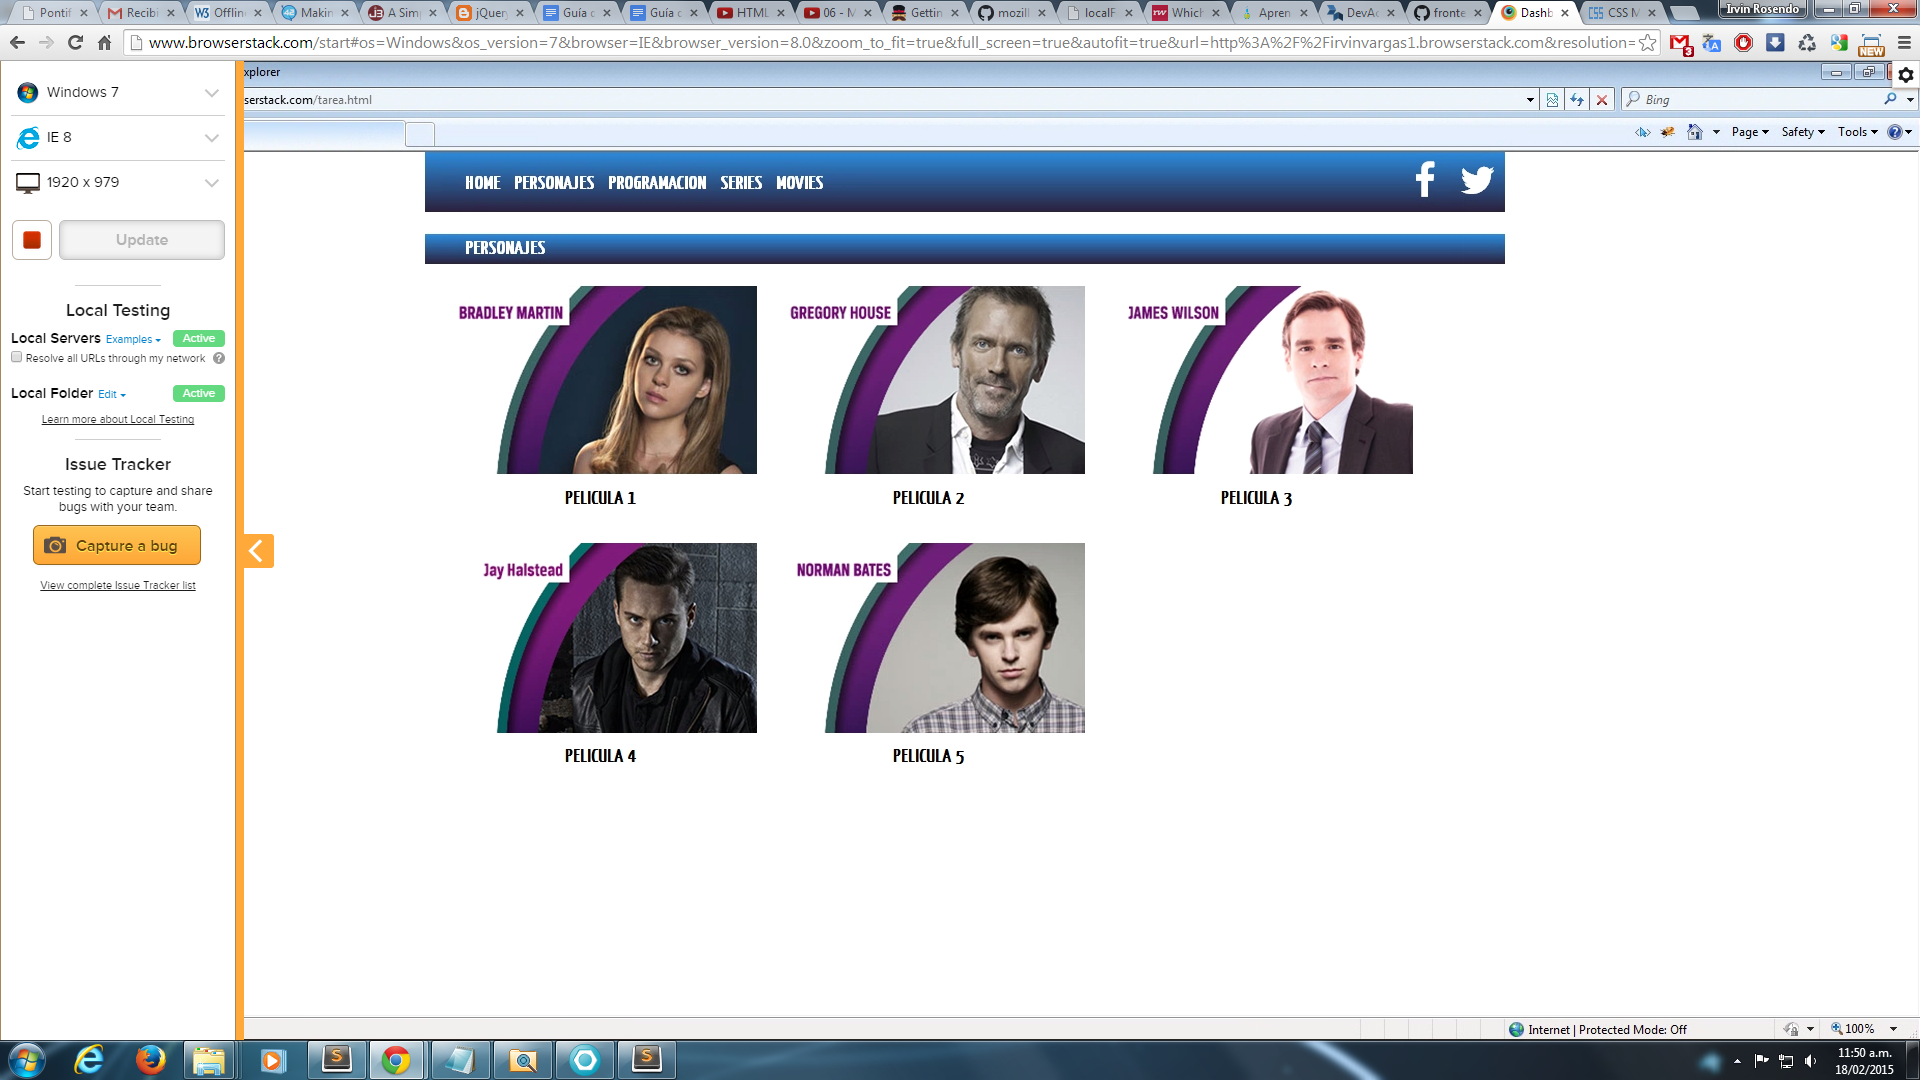 Pontif
Recibi
Offlin
Makin
A Simp
jQuer
Guía c
Guía c
HTML
06 - M
Gettin
mozill
localF
Which
Apren
DevAc
fronte
Dashb
CSS M
Irvin Rosendo
www.browserstack.com/start#os=Windows&os_version=7&browser=IE&browser_version=8.0&zoom_to_fit=true&full_screen=true&autofit=true&url=http%3A%2F%2Firvinvargas1.browserstack.com&resolution=
3
NEW
Windows 7
IE 8
1920 x 979
Update
Local Testing
Local Servers Examples Active
Resolve all URLs through my network ?
Local Folder Edit Active
Learn more about Local Testing
Issue Tracker
Start testing to capture and share
bugs with your team.
Capture a bug
View complete Issue Tracker list
xplorer
serstack.com/tarea.html
Bing
Page Safety Tools
HOME PERSONAJES PROGRAMACION SERIES MOVIES
PERSONAJES
BRADLEY MARTIN
GREGORY HOUSE
JAMES WILSON
PELICULA 1
PELICULA 2
PELICULA 3
Jay Halstead
NORMAN BATES
PELICULA 4
PELICULA 5
Internet | Protected Mode: Off
100%
11:50 a.m.
18/02/2015